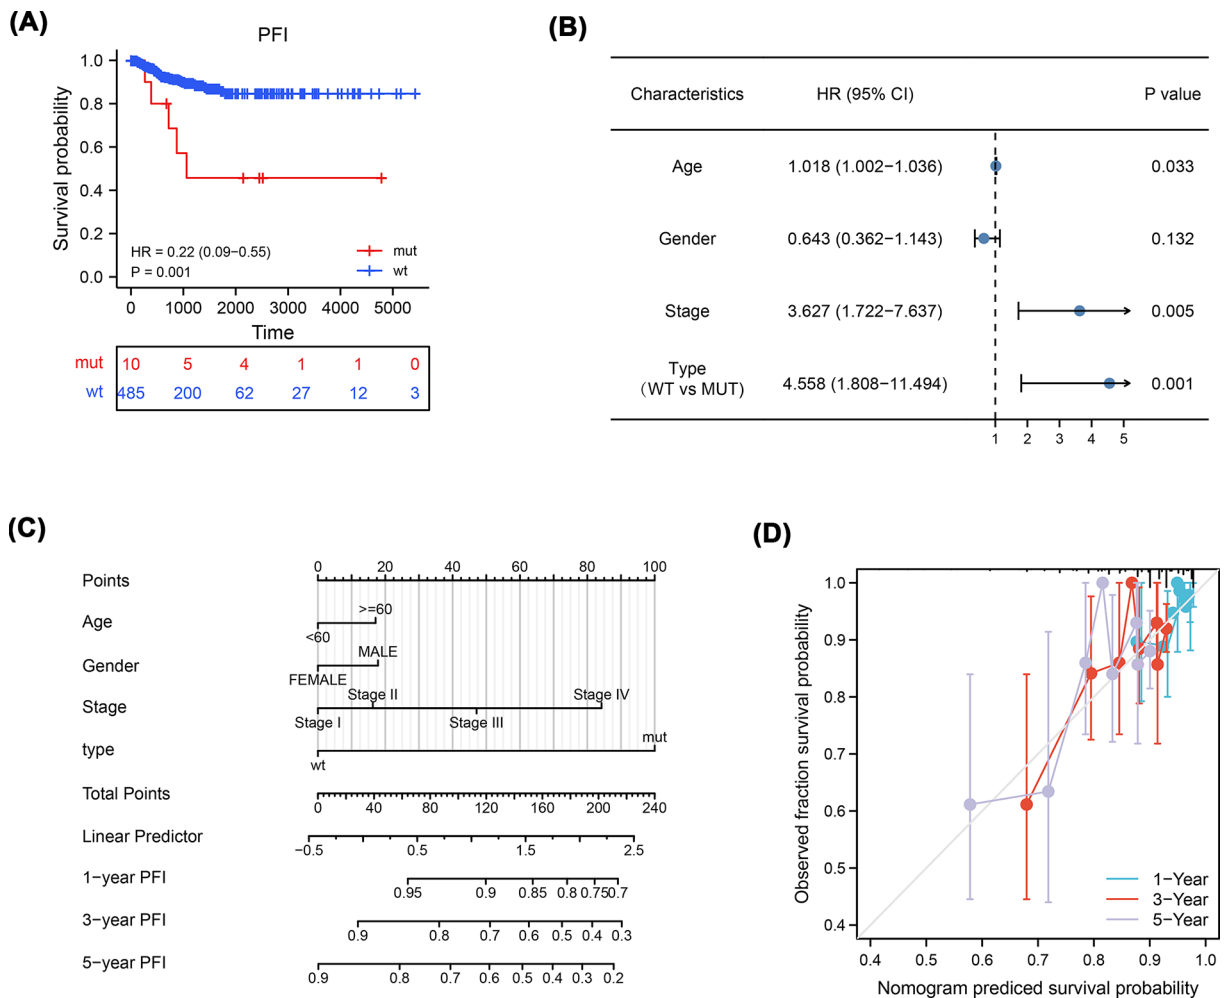 (A)
PFI
Survival probability
1.0
0.8
0.6
0.4
0.2
0.0
HR = 0.22 (0.09−0.55)
P = 0.001
mut
wt
0 1000 2000 3000 4000 5000
Time
mut 10 5 4 1 1 0
wt 485 200 62 27 12 3
(B)
Characteristics HR (95% CI) P value
Age 1.018 (1.002−1.036) 0.033
Gender 0.643 (0.362−1.143) 0.132
Stage 3.627 (1.722−7.637) 0.005
Type
(WT vs MUT) 4.558 (1.808−11.494) 0.001
1 2 3 4 5
(C)
0 20 40 60 80 100
Points
>=60
Age
<60
MALE
Gender
FEMALE
Stage II Stage IV
Stage
Stage I Stage III
mut
type
wt
Total Points
0 40 80 120 160 200 240
Linear Predictor
−0.5 0.5 1.5 2.5
1−year PFI
0.95 0.9 0.85 0.8 0.75 0.7
3−year PFI
0.9 0.8 0.7 0.6 0.5 0.4 0.3
5−year PFI
0.9 0.8 0.7 0.6 0.5 0.4 0.3 0.2
(D)
Observed fraction survival probability
1.0
0.9
0.8
0.7
0.6
0.5
0.4
1−Year
3−Year
5−Year
0.4 0.5 0.6 0.7 0.8 0.9 1.0
Nomogram prediced survival probability